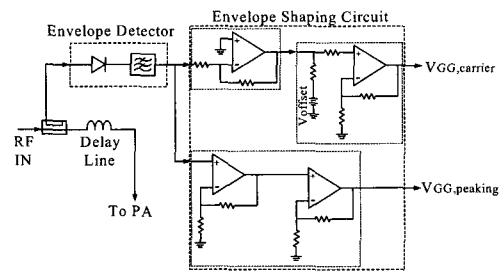 Envelope Shaping Circuit
Envelope Detector
VGG,carrier
Voffset
RF
IN
Delay
Line
To PA
VGG,peaking